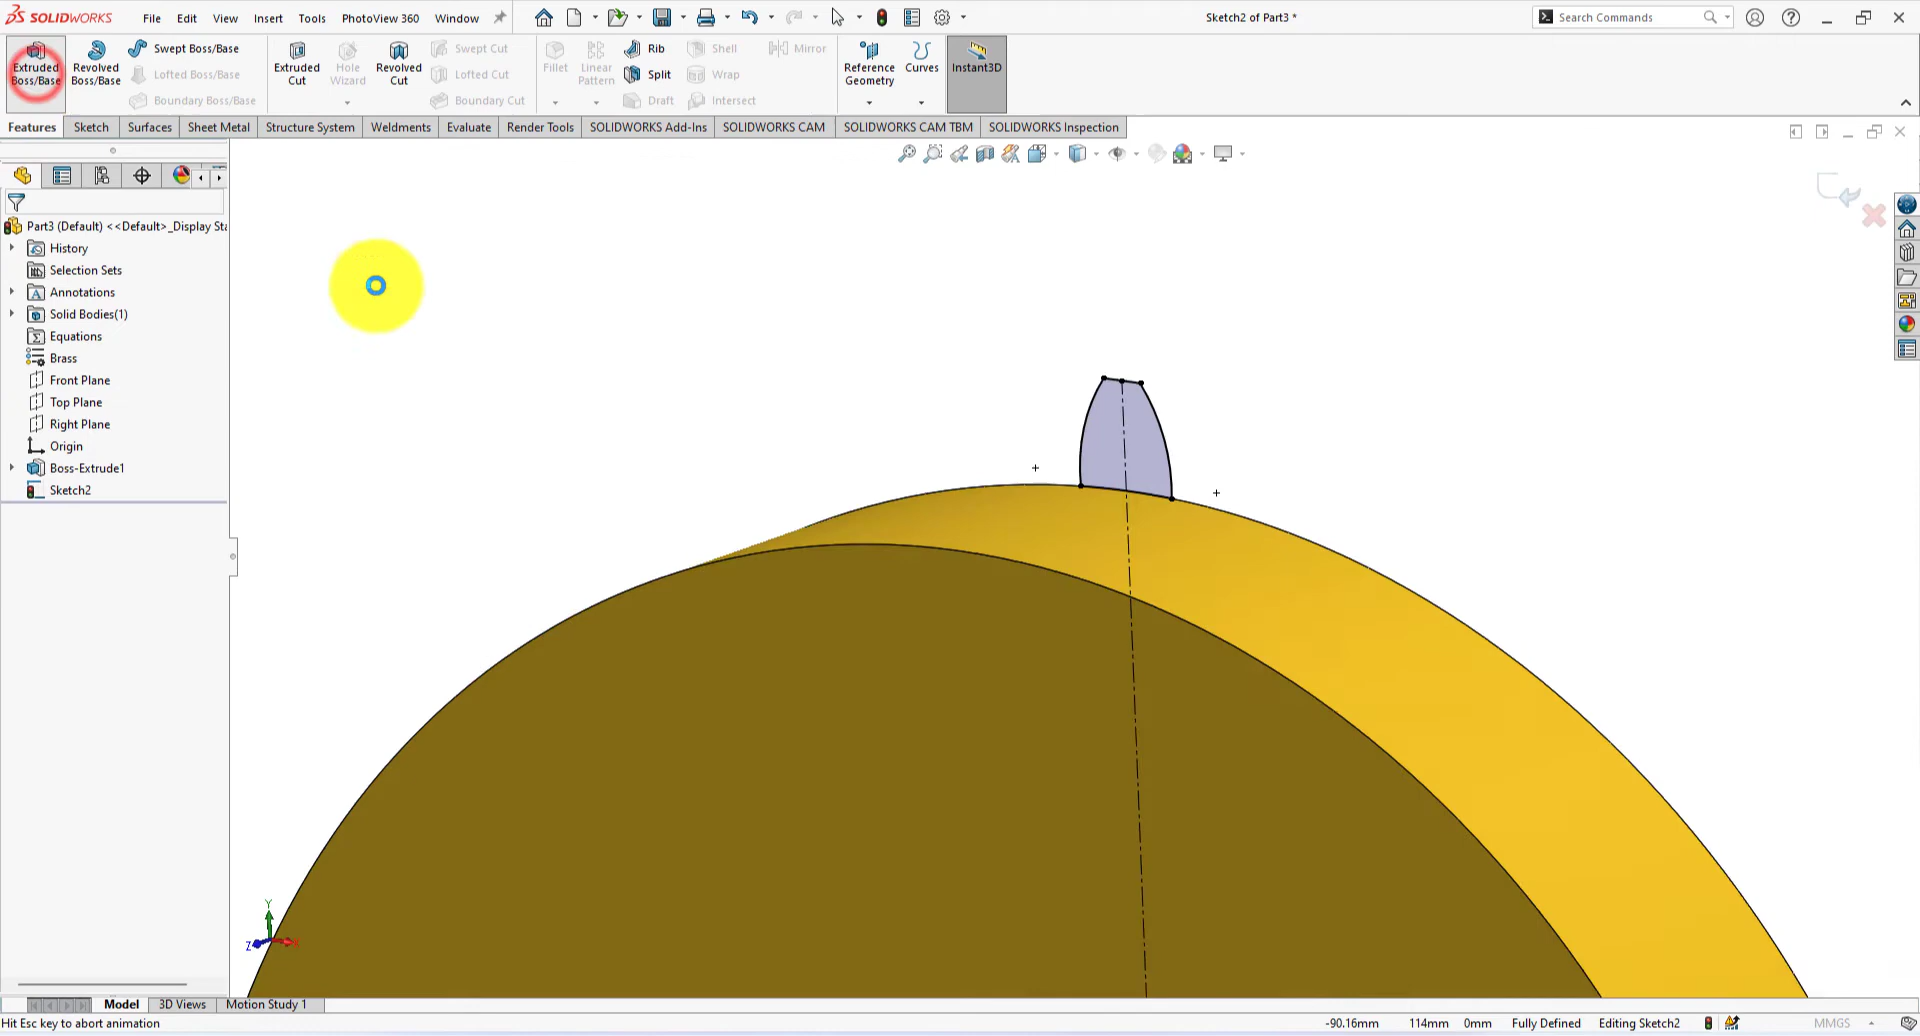 SOLIDWORKS File Edit View Insert Tools PhotoView 360 Window
Sketch2 of Part3 *
Search Commands
Extruded Boss/Base
Revolved Boss/Base
Swept Boss/Base
Lofted Boss/Base
Boundary Boss/Base
Extruded Cut
Hole Wizard
Revolved Cut
Swept Cut
Lofted Cut
Boundary Cut
Fillet
Linear Pattern
Rib
Split
Draft
Shell
Wrap
Intersect
Mirror
Reference Geometry
Curves
Instant3D
Features Sketch Surfaces Sheet Metal Structure System Weldments Evaluate Render Tools SOLIDWORKS Add-Ins SOLIDWORKS CAM SOLIDWORKS CAM TBM SOLIDWORKS Inspection
Part3 (Default) <<Default>_Display Sta
History
Selection Sets
Annotations
Solid Bodies(1)
Equations
Brass
Front Plane
Top Plane
Right Plane
Origin
Boss-Extrude1
Sketch2
Y
Z
X
Model 3D Views Motion Study 1
Hit Esc key to abort animation
-90.16mm 114mm 0mm Fully Defined Editing Sketch2 MMGS